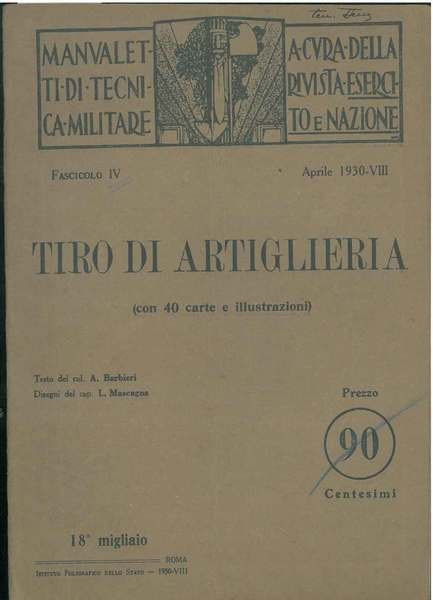 MANVALET-
TI·DI·TECNI
CA·MILITARE
A·CVRA·DELLA
RIVISTA·ESERCI
TO E NAZIONE
FASCICOLO IV
Aprile 1930-VIII
TIRO DI ARTIGLIERIA
(con 40 carte e illustrazioni)
Testo del col. A. Barbieri
Disegni del cap. L. Mascagna
Prezzo
90
Centesimi
18° migliaio
ROMA
ISTITUTO POLIGRAFICO DELLO STATO — 1930-VIII